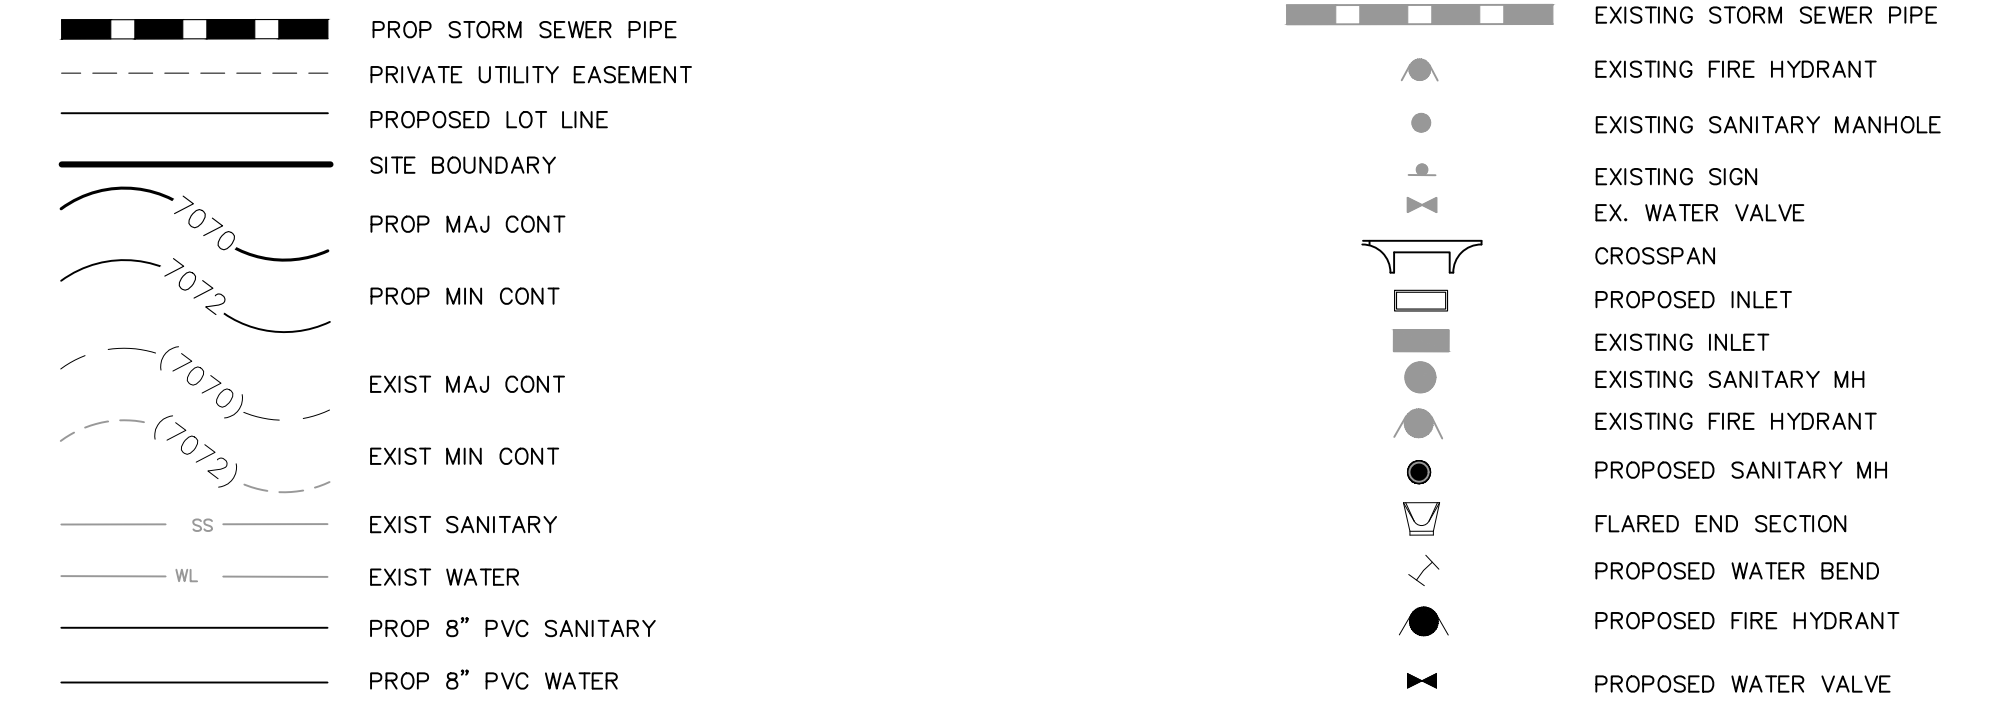 PROP STORM SEWER PIPE
PRIVATE UTILITY EASEMENT
PROPOSED LOT LINE
SITE BOUNDARY
7070
PROP MAJ CONT
7072
PROP MIN CONT
(7070)
EXIST MAJ CONT
(7072)
EXIST MIN CONT
SS
EXIST SANITARY
WL
EXIST WATER
PROP 8" PVC SANITARY
PROP 8" PVC WATER
EXISTING STORM SEWER PIPE
EXISTING FIRE HYDRANT
EXISTING SANITARY MANHOLE
EXISTING SIGN
EX. WATER VALVE
CROSSPAN
PROPOSED INLET
EXISTING INLET
EXISTING SANITARY MH
EXISTING FIRE HYDRANT
PROPOSED SANITARY MH
FLARED END SECTION
PROPOSED WATER BEND
PROPOSED FIRE HYDRANT
PROPOSED WATER VALVE